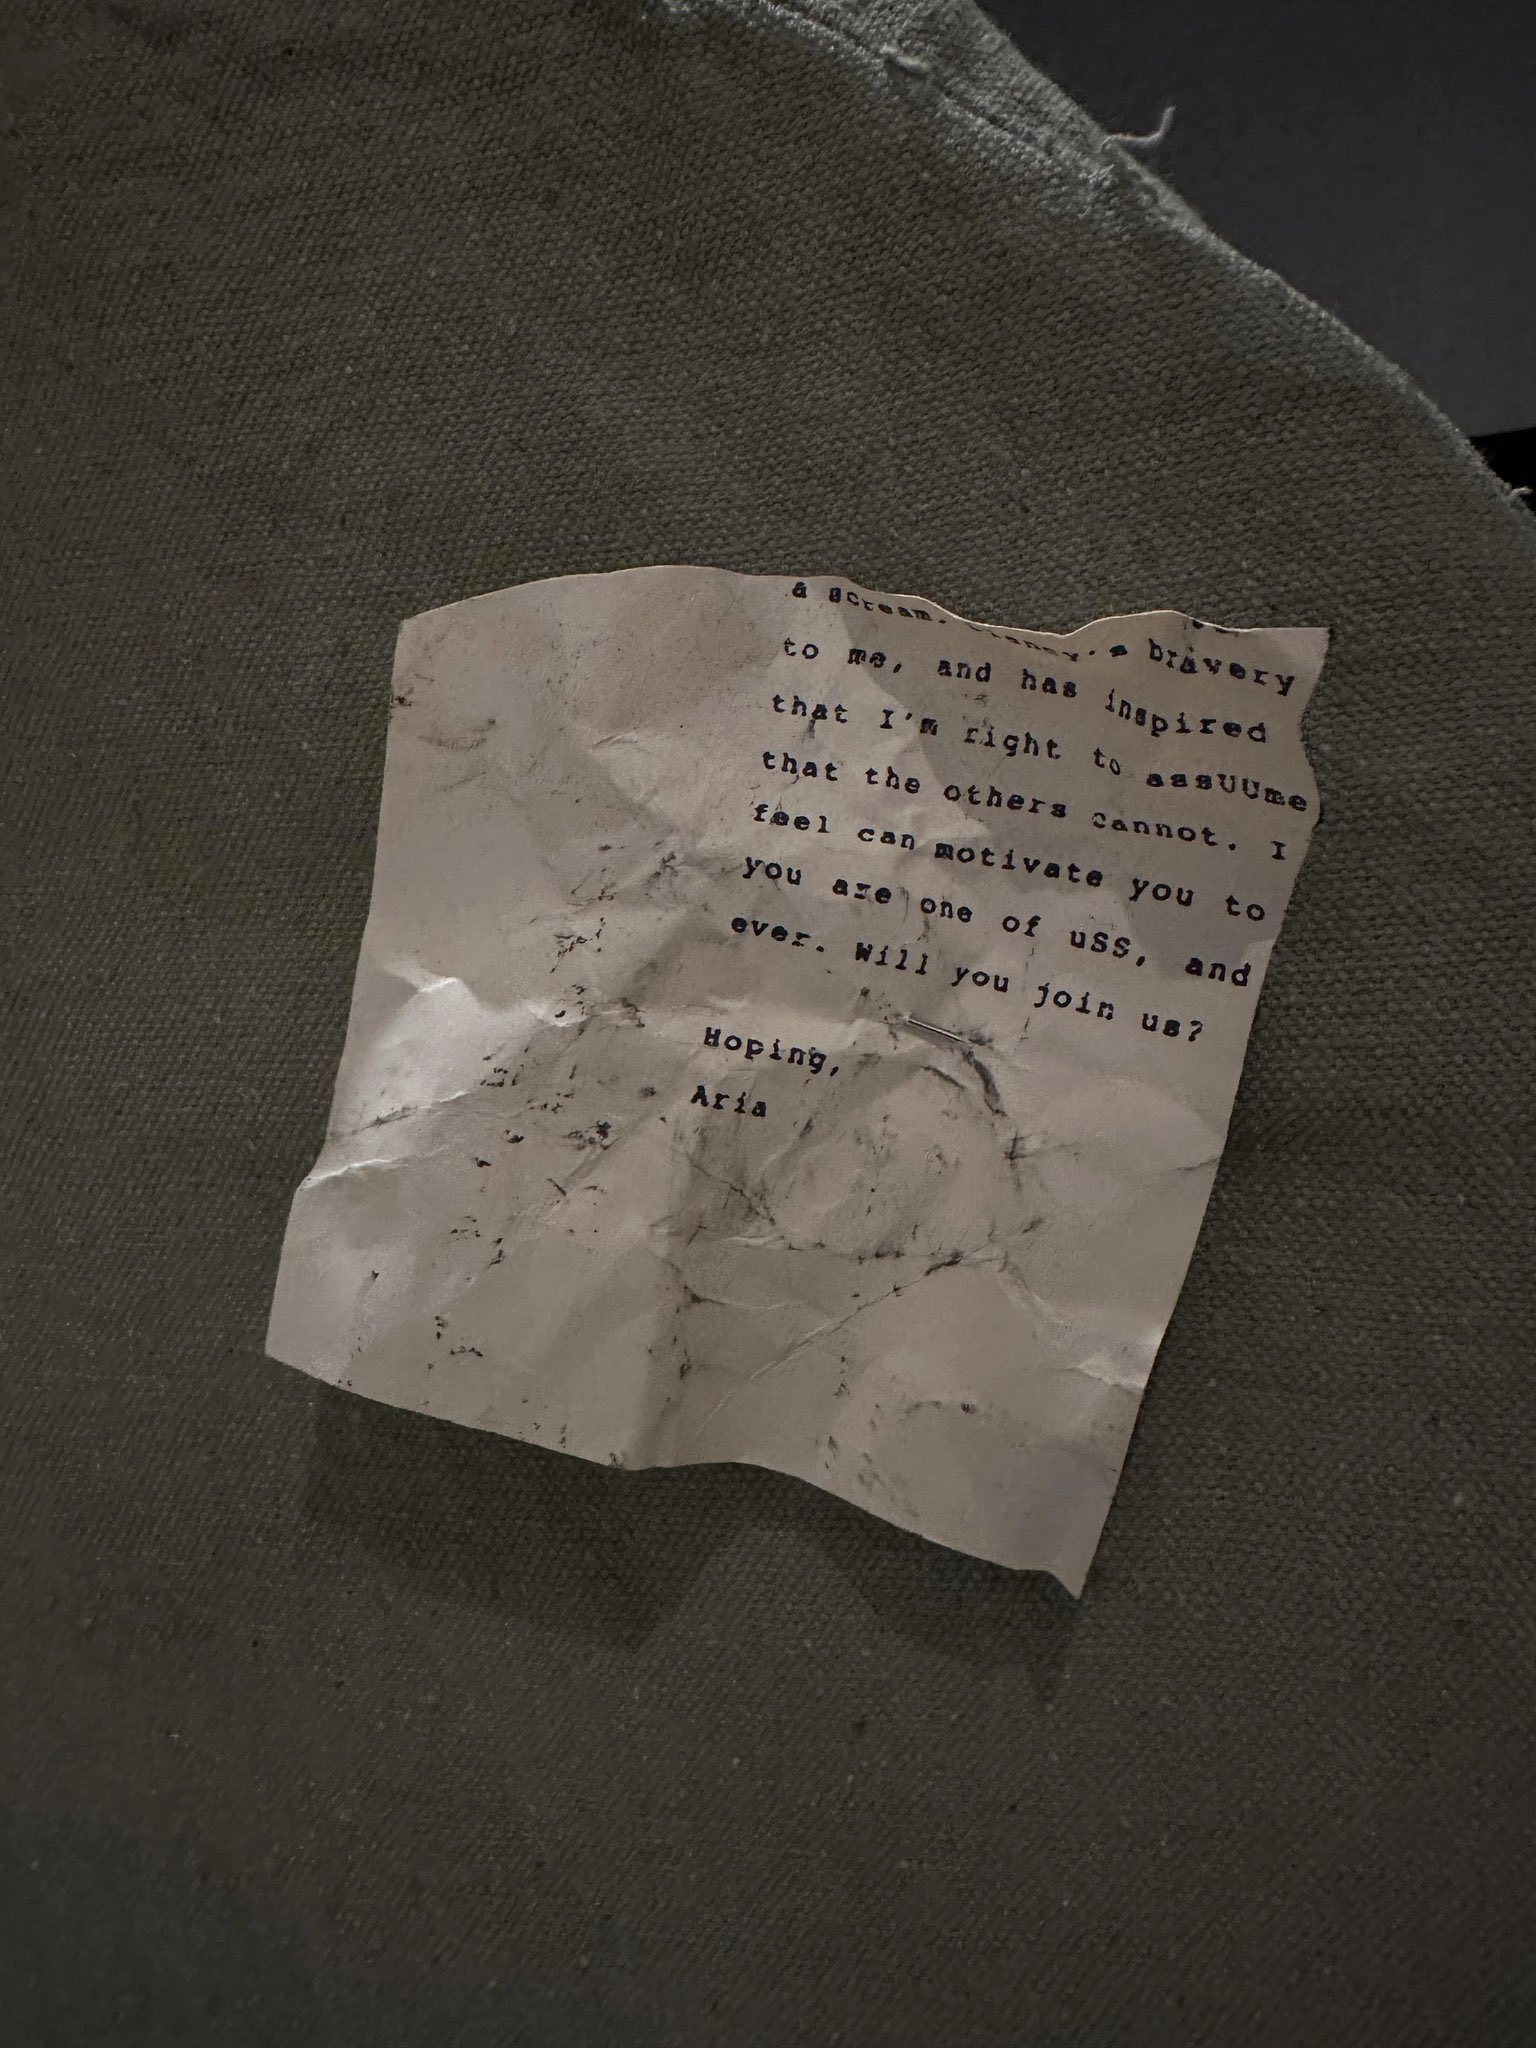 a scream. bravery
to me, and has inspired
that I'm right to assUUme
that the others cannot. I
feel can motivate you to
you are one of uSS, and
ever. Will you join us?
Hoping,
Aria